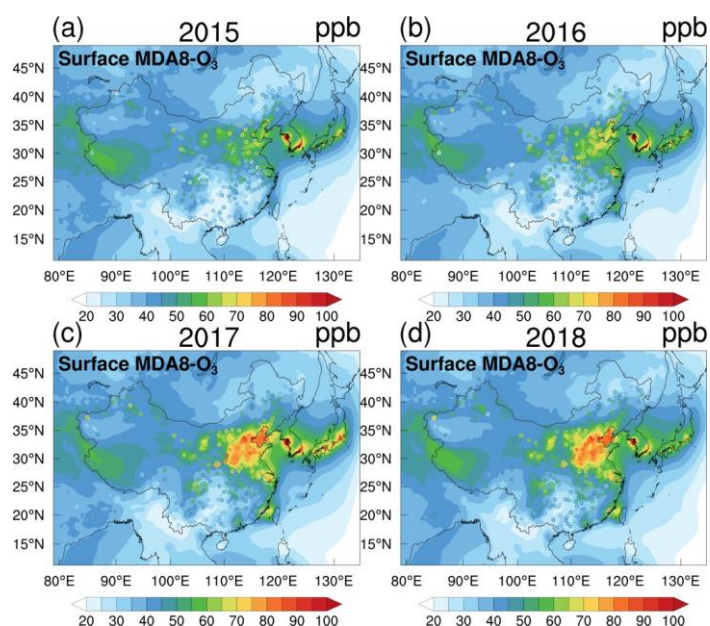 (a) 2015 ppb
Surface MDA8-O₃
45°N
40°N
35°N
30°N
25°N
20°N
15°N
80°E 90°E 100°E 110°E 120°E 130°E
20 30 40 50 60 70 80 90 100
(b) 2016 ppb
Surface MDA8-O₃
45°N
40°N
35°N
30°N
25°N
20°N
15°N
80°E 90°E 100°E 110°E 120°E 130°E
20 30 40 50 60 70 80 90 100
(c) 2017 ppb
Surface MDA8-O₃
45°N
40°N
35°N
30°N
25°N
20°N
15°N
80°E 90°E 100°E 110°E 120°E 130°E
20 30 40 50 60 70 80 90 100
(d) 2018 ppb
Surface MDA8-O₃
45°N
40°N
35°N
30°N
25°N
20°N
15°N
80°E 90°E 100°E 110°E 120°E 130°E
20 30 40 50 60 70 80 90 100